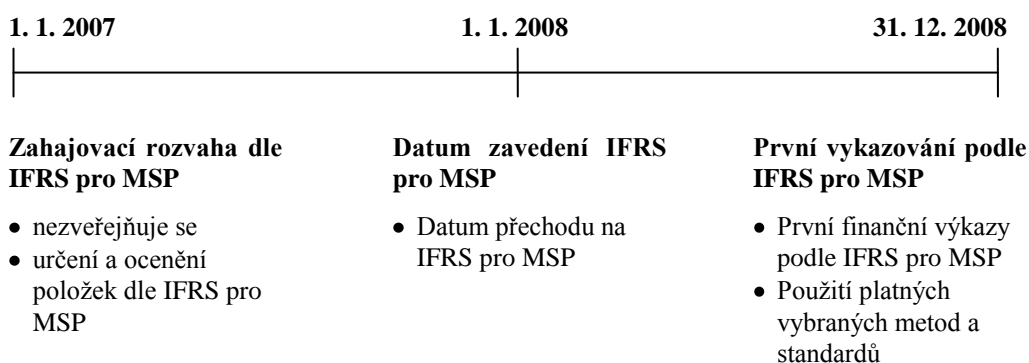 1. 1. 2007
1. 1. 2008
31. 12. 2008
Zahajovací rozvaha dle
IFRS pro MSP
• nezveřejňuje se
• určení a ocenění
položek dle IFRS pro
MSP
Datum zavedení IFRS
pro MSP
• Datum přechodu na
IFRS pro MSP
První vykazování podle
IFRS pro MSP
• První finanční výkazy
podle IFRS pro MSP
• Použití platných
vybraných metod a
standardů